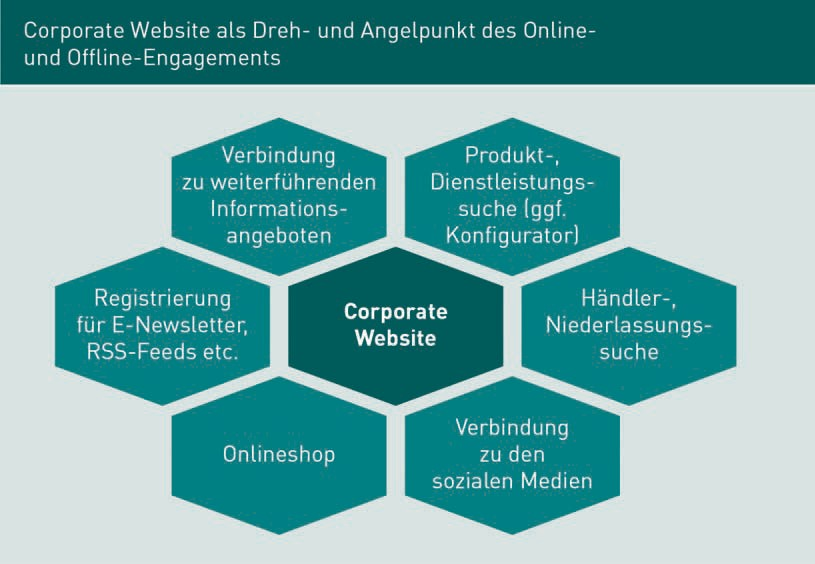 Corporate Website als Dreh- und Angelpunkt des Online-
und Offline-Engagements
Verbindung
zu weiterführenden
Informations-
angeboten
Produkt-,
Dienstleistungs-
suche (ggf.
Konfigurator)
Registrierung
für E-Newsletter,
RSS-Feeds etc.
Corporate
Website
Händler-,
Niederlassungs-
suche
Onlineshop
Verbindung
zu den
sozialen Medien